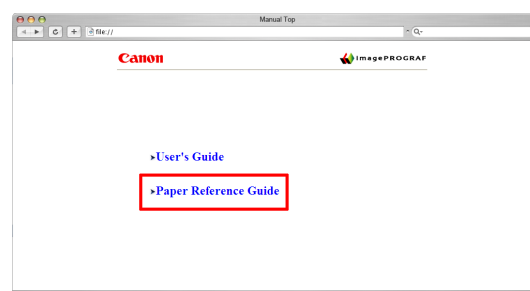 Manual Top
file://
Q-
Canon
imagePROGRAF
User's Guide
Paper Reference Guide